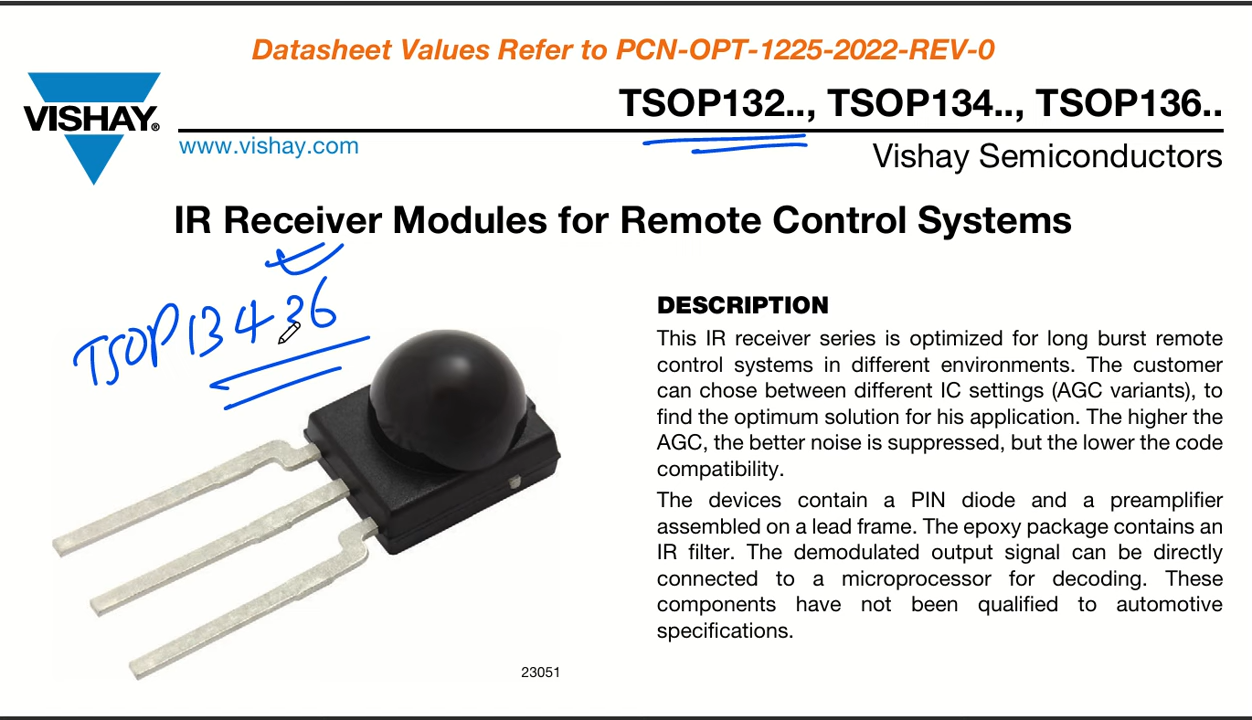 Datasheet Values Refer to PCN-OPT-1225-2022-REV-0
VISHAY®
TSOP132.., TSOP134.., TSOP136..
www.vishay.com
Vishay Semiconductors
IR Receiver Modules for Remote Control Systems
TSOP13436
23051
DESCRIPTION
This IR receiver series is optimized for long burst remote
control systems in different environments. The customer
can chose between different IC settings (AGC variants), to
find the optimum solution for his application. The higher the
AGC, the better noise is suppressed, but the lower the code
compatibility.
The devices contain a PIN diode and a preamplifier
assembled on a lead frame. The epoxy package contains an
IR filter. The demodulated output signal can be directly
connected to a microprocessor for decoding. These
components have not been qualified to automotive
specifications.